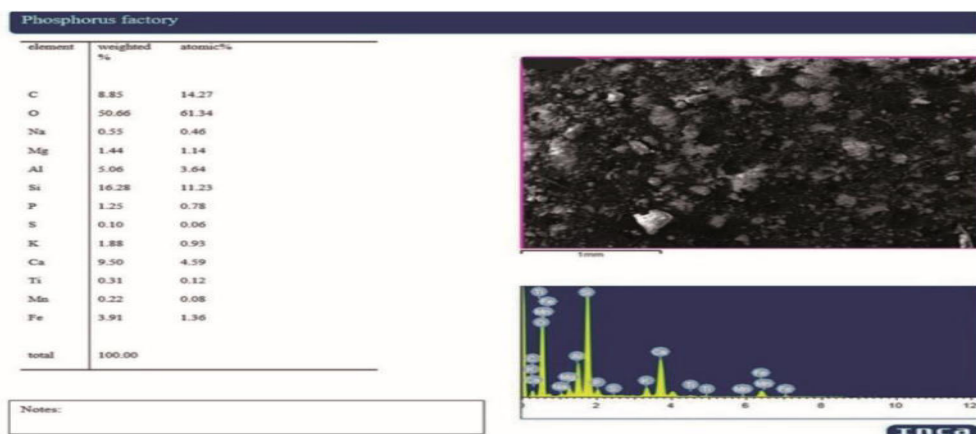 Phosphorus factory
element weighted % atomic%
C 8.85 14.27
O 50.66 61.34
Na 0.55 0.46
Mg 1.44 1.14
Al 5.06 3.64
Si 16.28 11.23
P 1.25 0.78
S 0.10 0.06
K 1.88 0.93
Ca 9.50 4.59
Ti 0.31 0.12
Mn 0.22 0.08
Fe 3.91 1.36
total 100.00
Notes:
1mm
2 4 6 8 10 12